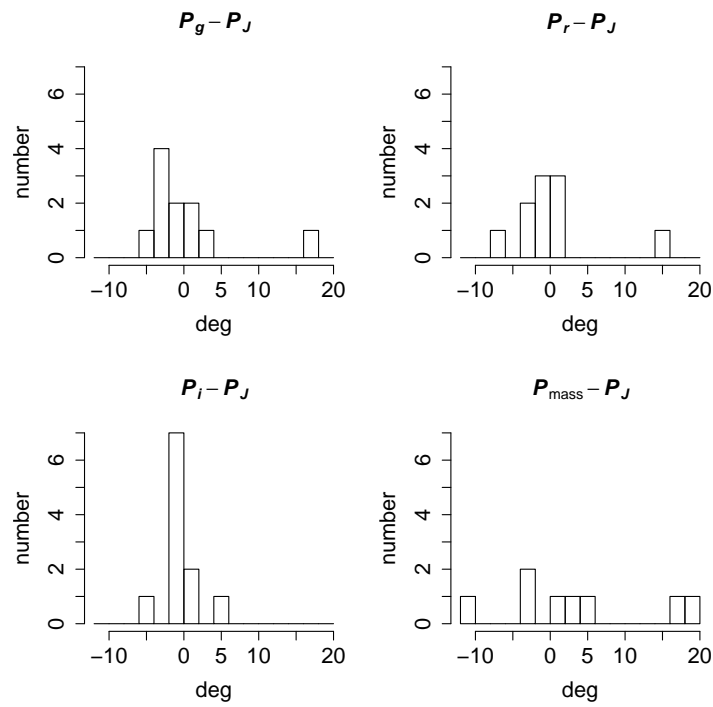 P_g – P_J
number
0 2 4 6
−10 0 5 10 20
deg
P_r – P_J
number
0 2 4 6
−10 0 5 10 20
deg
P_i – P_J
number
0 2 4 6
−10 0 5 10 20
deg
P_mass – P_J
number
0 2 4 6
−10 0 5 10 20
deg